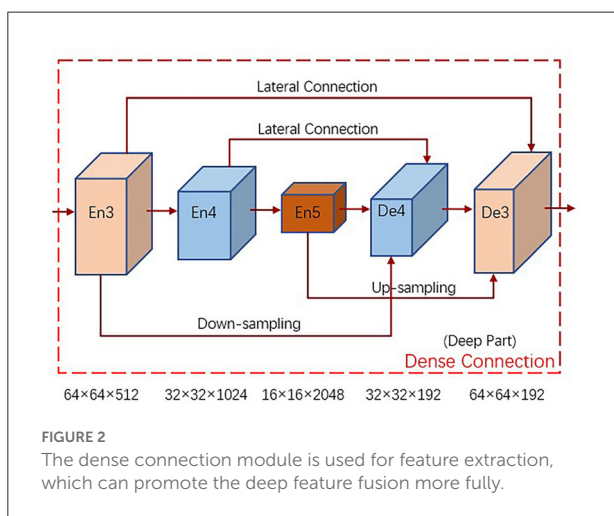 Lateral Connection
Lateral Connection
En3
En4
En5
De4
De3
Up-sampling
Down-sampling
(Deep Part)
Dense Connection
64×64×512 32×32×1024 16×16×2048 32×32×192 64×64×192
FIGURE 2
The dense connection module is used for feature extraction,
which can promote the deep feature fusion more fully.